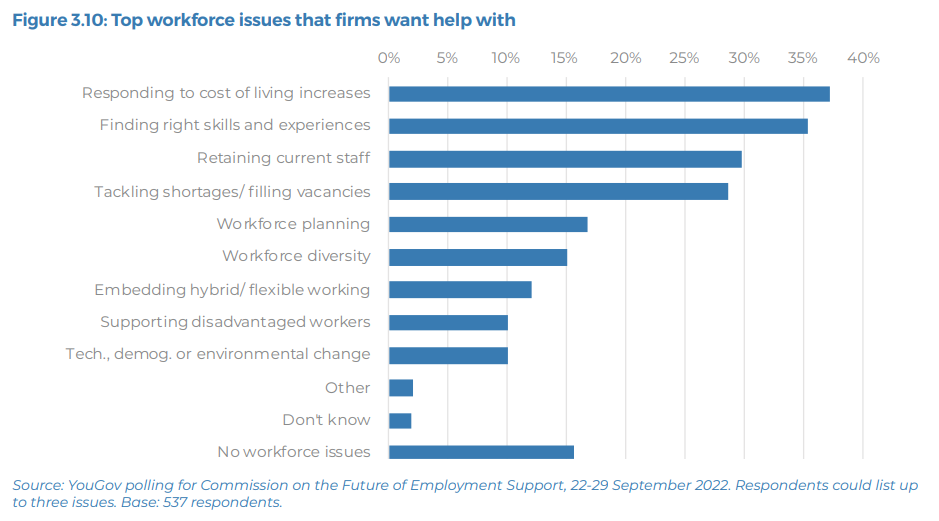 Figure 3.10: Top workforce issues that firms want help with
0% 5% 10% 15% 20% 25% 30% 35% 40%
Responding to cost of living increases
Finding right skills and experiences
Retaining current staff
Tackling shortages/ filling vacancies
Workforce planning
Workforce diversity
Embedding hybrid/ flexible working
Supporting disadvantaged workers
Tech., demog. or environmental change
Other
Don't know
No workforce issues
Source: YouGov polling for Commission on the Future of Employment Support, 22-29 September 2022. Respondents could list up
to three issues. Base: 537 respondents.